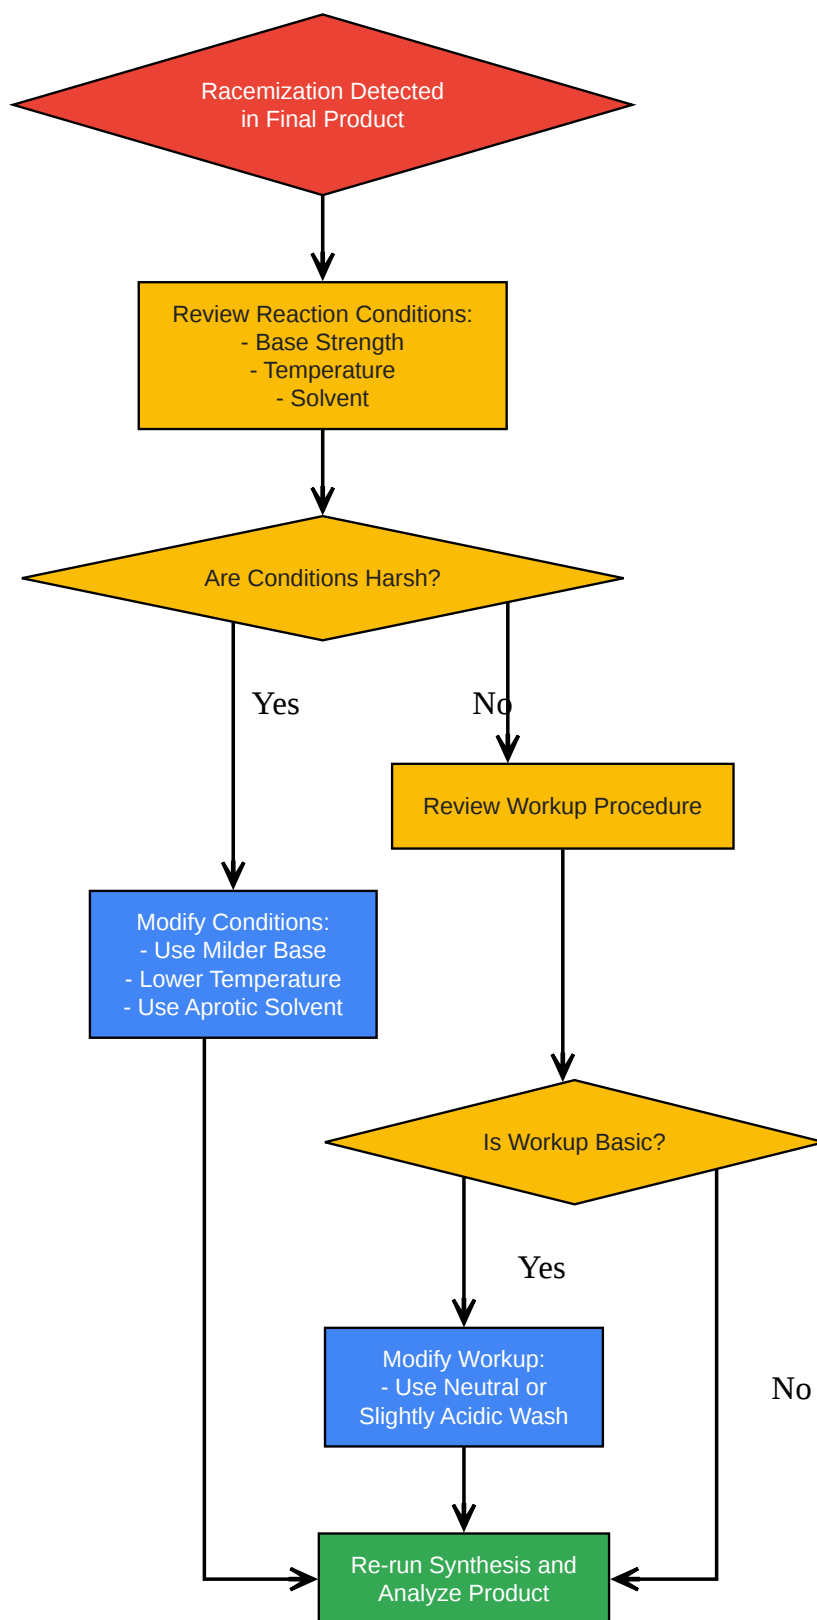 Racemization Detected
in Final Product
Review Reaction Conditions:
- Base Strength
- Temperature
- Solvent
Are Conditions Harsh?
Yes
No
Review Workup Procedure
Modify Conditions:
- Use Milder Base
- Lower Temperature
- Use Aprotic Solvent
Is Workup Basic?
Yes
Modify Workup:
- Use Neutral or
Slightly Acidic Wash
No
Re-run Synthesis and
Analyze Product